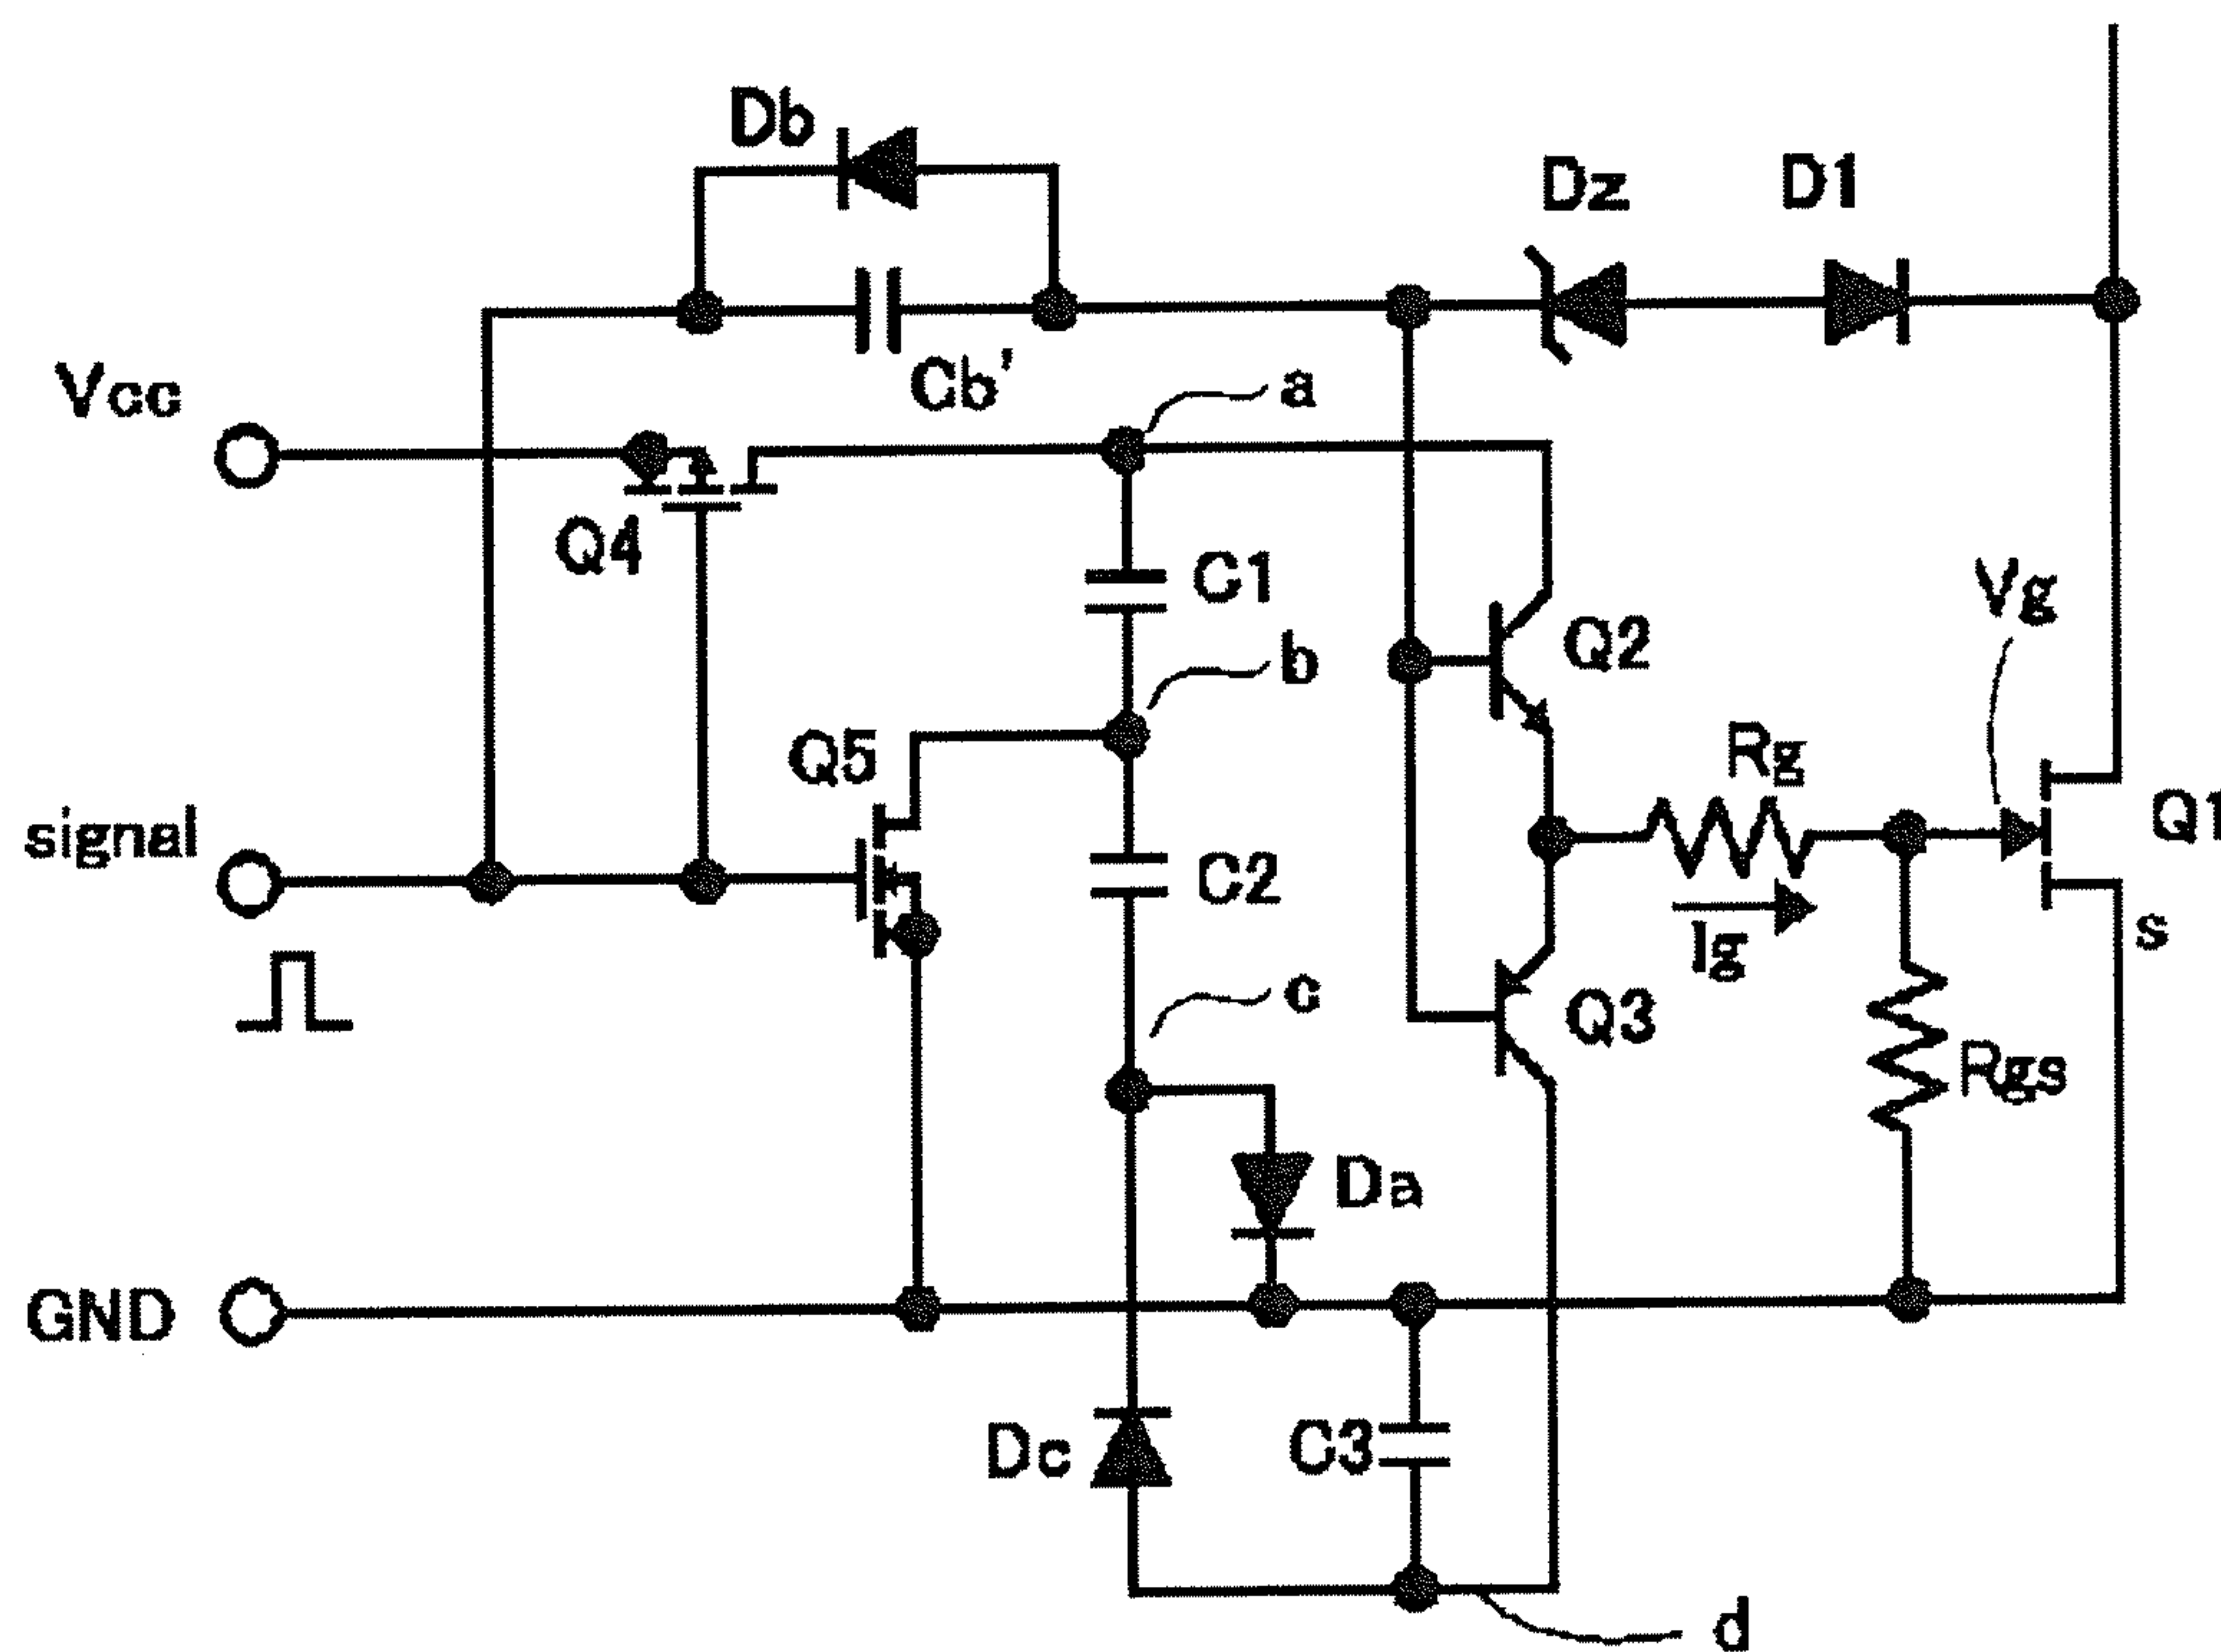 Db
Dz
D1
Vcc
Cb'
a
Q4
C1
Vg
b
Q2
Q5
Rg
signal
Q1
C2
Ig
s
c
Q3
Rgs
Da
GND
Dc
C3
d